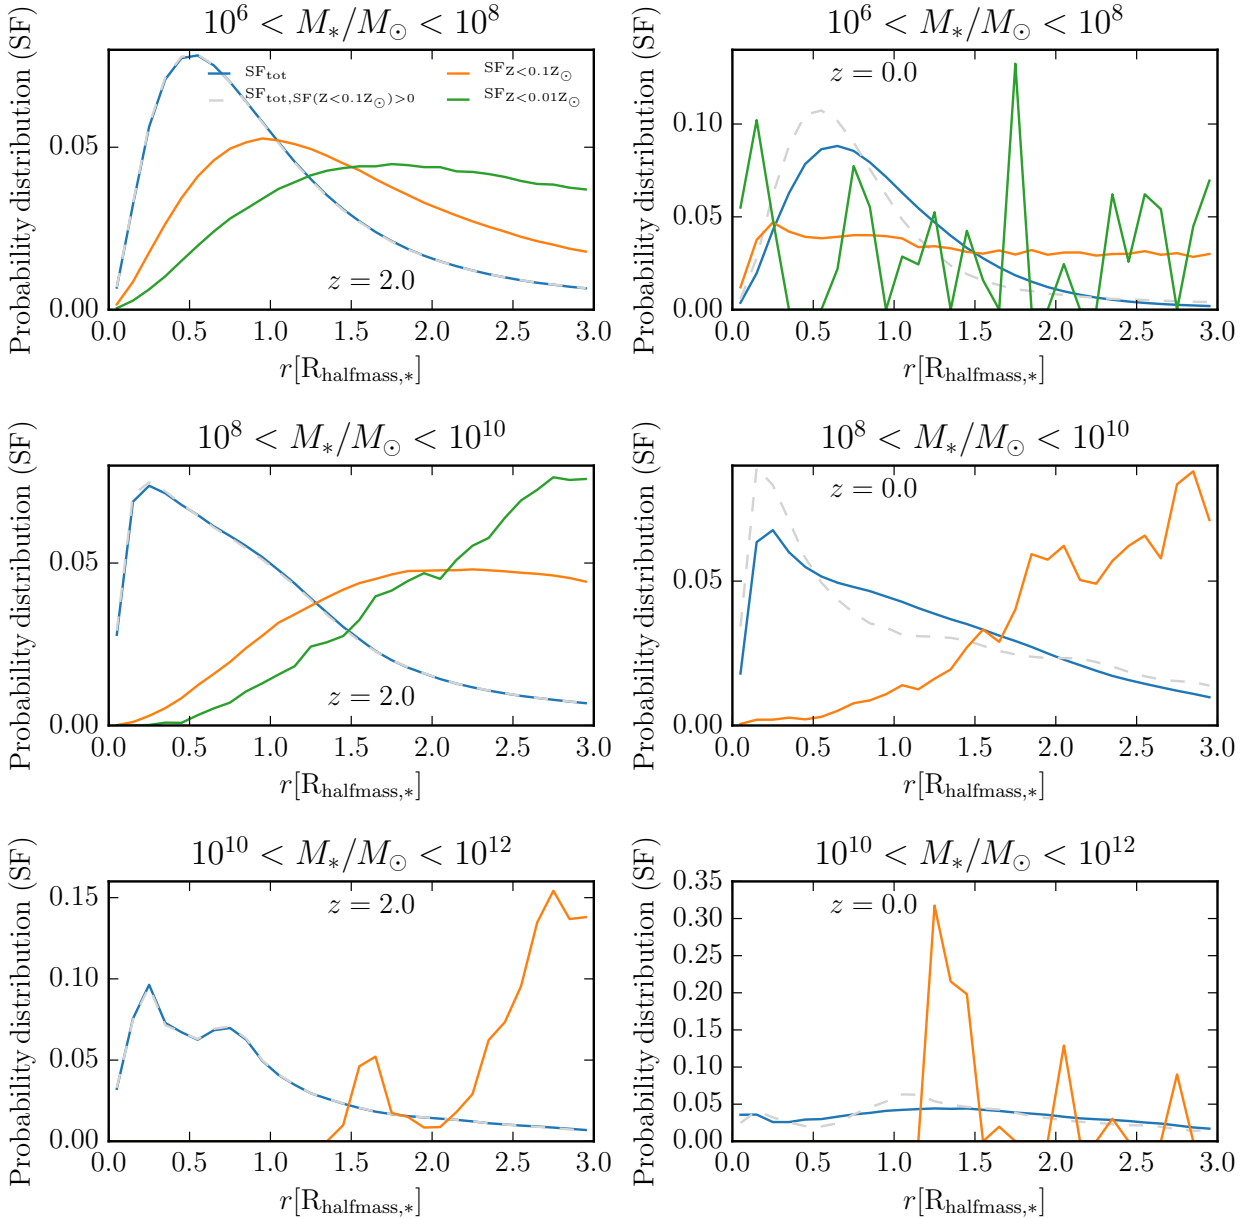 10^6 < M_*/M_⊙ < 10^8
Probability distribution (SF)
SF_tot
SF_tot,SF(Z<0.1Z_⊙)>0
SF_Z<0.1Z_⊙
SF_Z<0.01Z_⊙
z = 2.0
0.05
0.00
0.0 0.5 1.0 1.5 2.0 2.5 3.0
r[R_halfmass,*]
10^6 < M_*/M_⊙ < 10^8
Probability distribution (SF)
z = 0.0
0.10
0.05
0.00
0.0 0.5 1.0 1.5 2.0 2.5 3.0
r[R_halfmass,*]
10^8 < M_*/M_⊙ < 10^10
Probability distribution (SF)
0.05
z = 2.0
0.00
0.0 0.5 1.0 1.5 2.0 2.5 3.0
r[R_halfmass,*]
10^8 < M_*/M_⊙ < 10^10
Probability distribution (SF)
z = 0.0
0.05
0.00
0.0 0.5 1.0 1.5 2.0 2.5 3.0
r[R_halfmass,*]
10^10 < M_*/M_⊙ < 10^12
Probability distribution (SF)
z = 2.0
0.15
0.10
0.05
0.00
0.0 0.5 1.0 1.5 2.0 2.5 3.0
r[R_halfmass,*]
10^10 < M_*/M_⊙ < 10^12
Probability distribution (SF)
z = 0.0
0.35
0.30
0.25
0.20
0.15
0.10
0.05
0.00
0.0 0.5 1.0 1.5 2.0 2.5 3.0
r[R_halfmass,*]